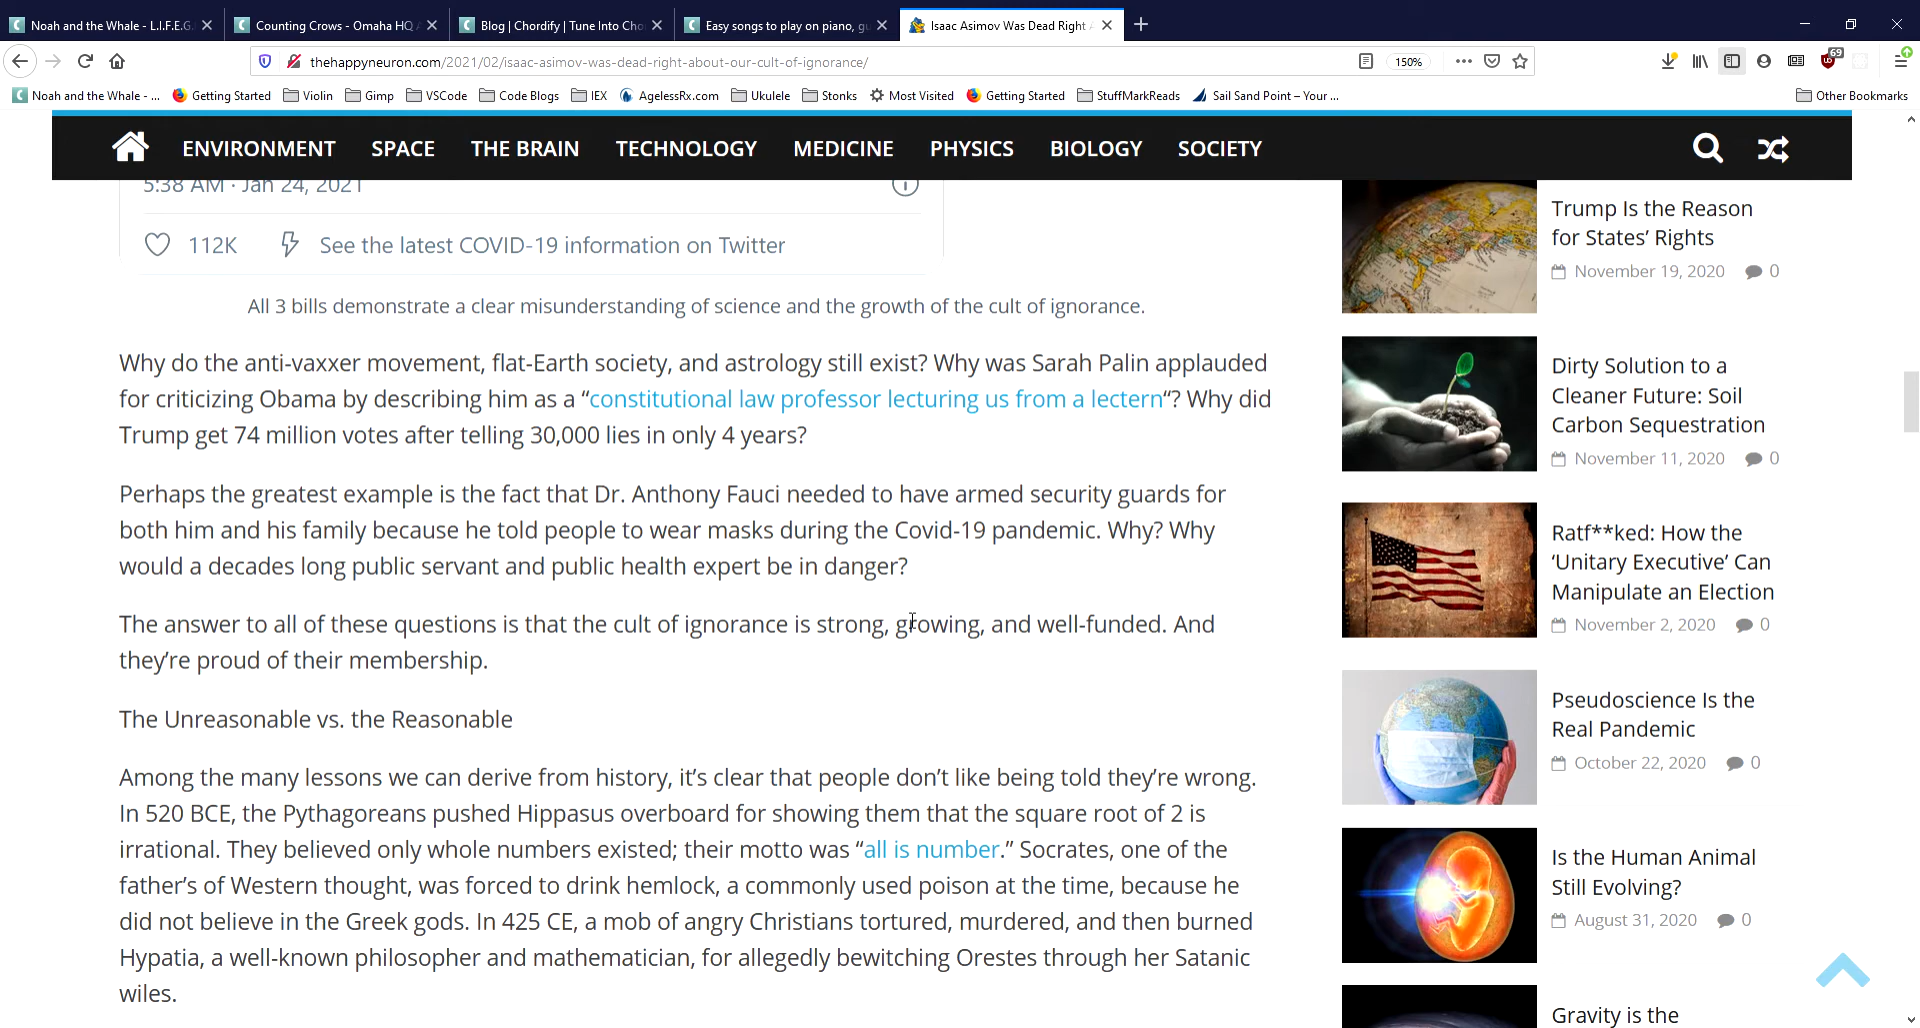 Noah and the Whale - L.I.F.E.G.
Counting Crows - Omaha HQ
Blog | Chordify | Tune Into Cho
Easy songs to play on piano, gu
Isaac Asimov Was Dead Right
thehappyneuron.com/2021/02/isaac-asimov-was-dead-right-about-our-cult-of-ignorance/
150%
69
Noah and the Whale - ...
Getting Started
Violin
Gimp
VSCode
Code Blogs
IEX
AgelessRx.com
Ukulele
Stonks
Most Visited
Getting Started
StuffMarkReads
Sail Sand Point – Your ...
Other Bookmarks
ENVIRONMENT
SPACE
THE BRAIN
TECHNOLOGY
MEDICINE
PHYSICS
BIOLOGY
SOCIETY
5:38 AM · Jan 24, 2021
112K
See the latest COVID-19 information on Twitter
All 3 bills demonstrate a clear misunderstanding of science and the growth of the cult of ignorance.
Why do the anti-vaxxer movement, flat-Earth society, and astrology still exist? Why was Sarah Palin applauded
for criticizing Obama by describing him as a “constitutional law professor lecturing us from a lectern“? Why did
Trump get 74 million votes after telling 30,000 lies in only 4 years?
Perhaps the greatest example is the fact that Dr. Anthony Fauci needed to have armed security guards for
both him and his family because he told people to wear masks during the Covid-19 pandemic. Why? Why
would a decades long public servant and public health expert be in danger?
The answer to all of these questions is that the cult of ignorance is strong, growing, and well-funded. And
they’re proud of their membership.
The Unreasonable vs. the Reasonable
Among the many lessons we can derive from history, it’s clear that people don’t like being told they’re wrong.
In 520 BCE, the Pythagoreans pushed Hippasus overboard for showing them that the square root of 2 is
irrational. They believed only whole numbers existed; their motto was “all is number.” Socrates, one of the
father’s of Western thought, was forced to drink hemlock, a commonly used poison at the time, because he
did not believe in the Greek gods. In 425 CE, a mob of angry Christians tortured, murdered, and then burned
Hypatia, a well-known philosopher and mathematician, for allegedly bewitching Orestes through her Satanic
wiles.
Trump Is the Reason
for States’ Rights
November 19, 2020 0
Dirty Solution to a
Cleaner Future: Soil
Carbon Sequestration
November 11, 2020 0
Ratf**ked: How the
‘Unitary Executive’ Can
Manipulate an Election
November 2, 2020 0
Pseudoscience Is the
Real Pandemic
October 22, 2020 0
Is the Human Animal
Still Evolving?
August 31, 2020 0
Gravity is the